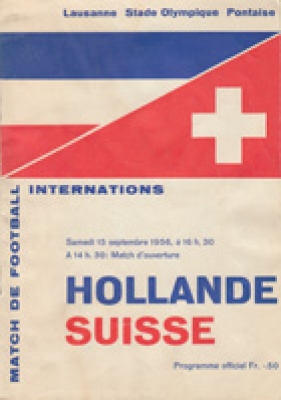 Lausanne Stade Olympique Pontaise
MATCH DE FOOTBALL
INTERNATIONS
Samedi 15 septembre 1956, à 16 h. 30
A 14 h. 30: Match d'ouverture
HOLLANDE
SUISSE
Programme officiel Fr. -.50